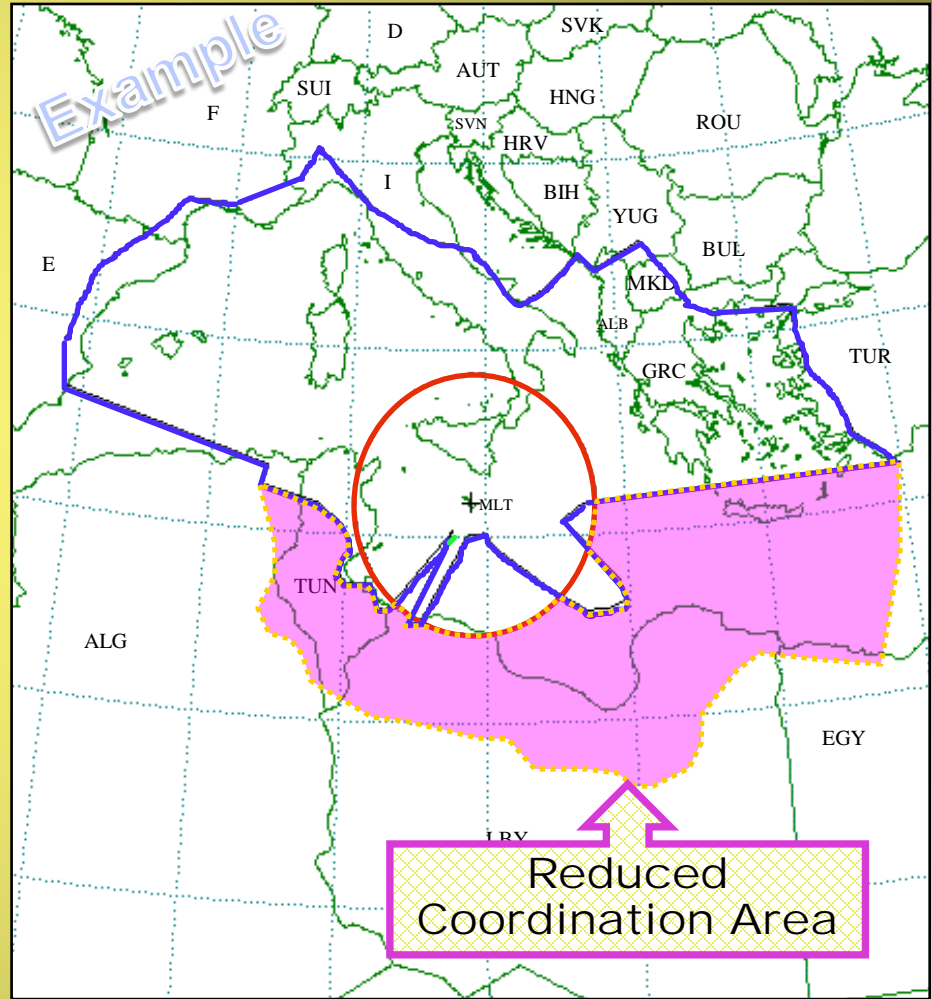 Example
D
SVK
AUT
SUI
HNG
F
SVN
ROU
HRV
I
BIH
YUG
BUL
E
MKD
ALB
TUR
GRC
MLT
TUN
ALG
EGY
LBY
Reduced
Coordination Area